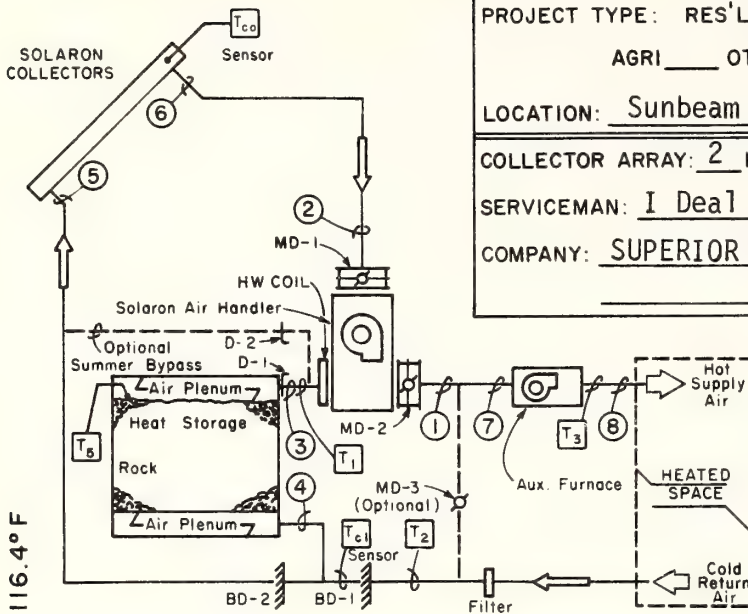 PROJECT TYPE: RES'L
AGRI____ OT
LOCATION: Sunbeam
COLLECTOR ARRAY: 2
SERVICEMAN: I Deal
COMPANY: SUPERIOR
SOLARON
COLLECTORS
Tco
Sensor
6
5
2
MD-1
HW COIL
Solaron Air Handler
D-2
Optional
Summer Bypass
D-1
Air Plenum
Heat Storage
3
T1
MD-2
1
7
T3
8
Hot
Supply
Air
T5
Rock
4
Air Plenum
MD-3
(Optional)
Aux. Furnace
HEATED
SPACE
Tc1
Sensor
T2
BD-2
BD-1
Filter
Cold
Return
Air
116.4°F